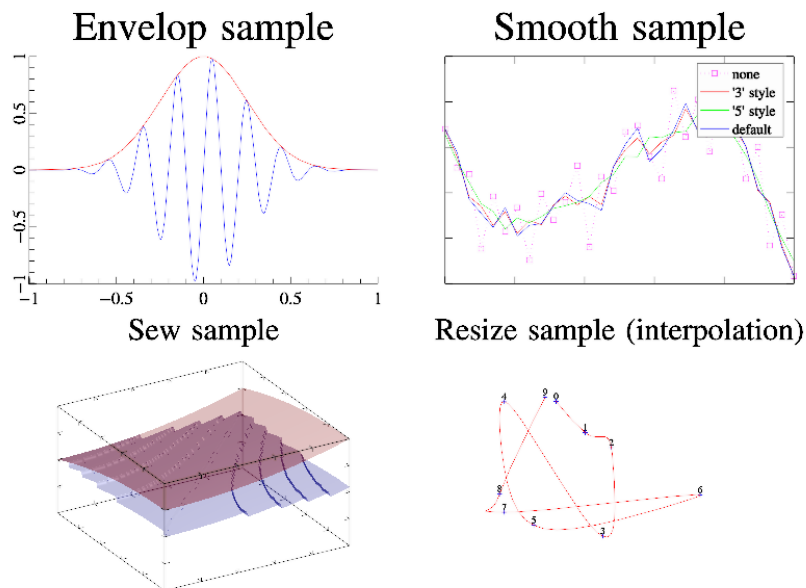 Envelop sample
1
0.5
0
−0.5
−1
−1
−0.5
0
0.5
1
Smooth sample
none
'3' style
'5' style
default
Sew sample
Resize sample (interpolation)
4
9
0
1
2
8
7
5
3
6